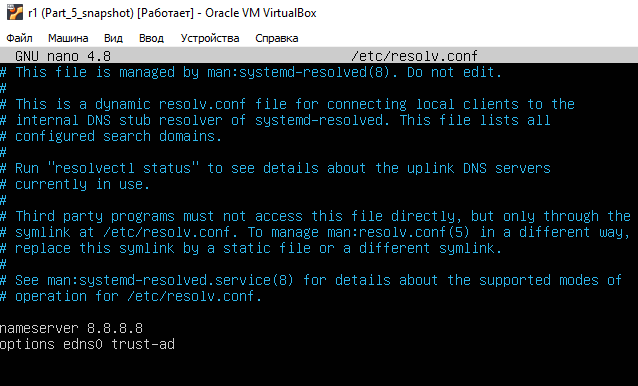 r1 (Part_5_snapshot) [Работает] - Oracle VM VirtualBox
Файл Машина Вид Ввод Устройства Справка
GNU nano 4.8 /etc/resolv.conf
# This file is managed by man:systemd-resolved(8). Do not edit.
#
# This is a dynamic resolv.conf file for connecting local clients to the
# internal DNS stub resolver of systemd-resolved. This file lists all
# configured search domains.
#
# Run "resolvectl status" to see details about the uplink DNS servers
# currently in use.
#
# Third party programs must not access this file directly, but only through the
# symlink at /etc/resolv.conf. To manage man:resolv.conf(5) in a different way,
# replace this symlink by a static file or a different symlink.
#
# See man:systemd-resolved.service(8) for details about the supported modes of
# operation for /etc/resolv.conf.
nameserver 8.8.8.8
options edns0 trust-ad